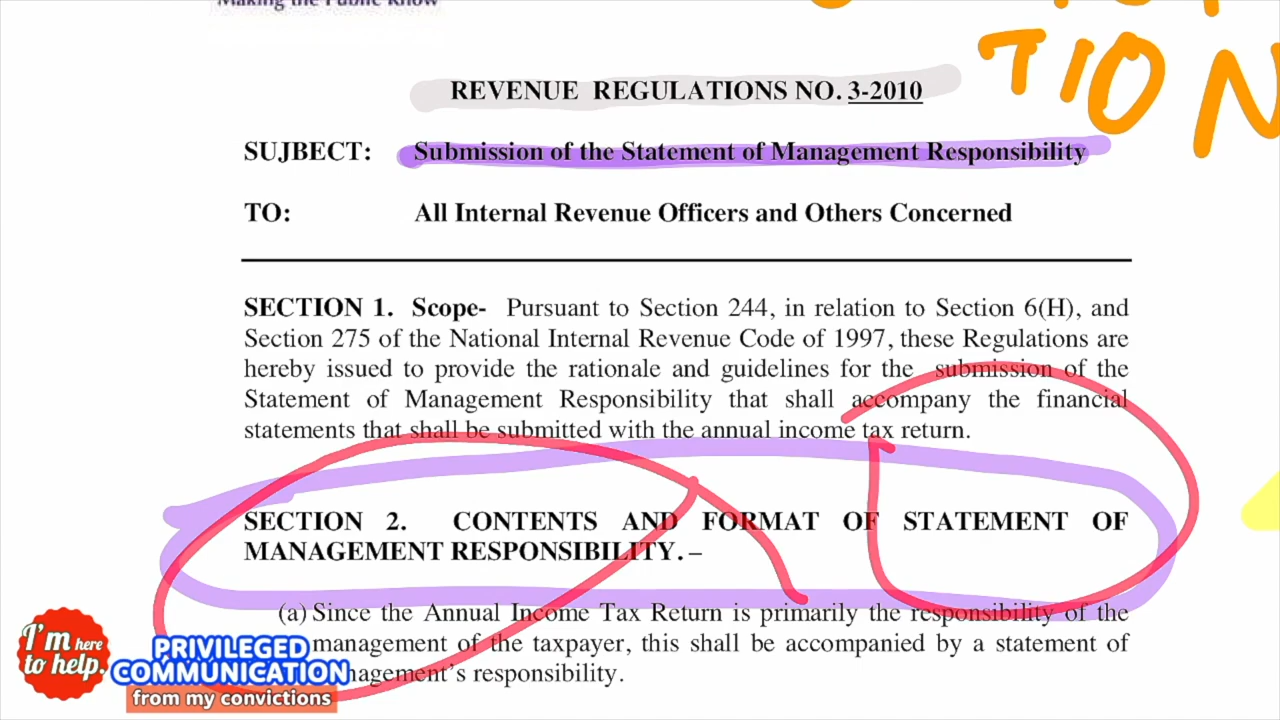 Making the Public Know
TION
REVENUE REGULATIONS NO. 3-2010
SUJBECT: Submission of the Statement of Management Responsibility
TO: All Internal Revenue Officers and Others Concerned
SECTION 1. Scope- Pursuant to Section 244, in relation to Section 6(H), and
Section 275 of the National Internal Revenue Code of 1997, these Regulations are
hereby issued to provide the rationale and guidelines for the submission of the
Statement of Management Responsibility that shall accompany the financial
statements that shall be submitted with the annual income tax return.
SECTION 2. CONTENTS AND FORMAT OF STATEMENT OF
MANAGEMENT RESPONSIBILITY. –
(a) Since the Annual Income Tax Return is primarily the responsibility of the
management of the taxpayer, this shall be accompanied by a statement of
management's responsibility.
I'm here
to help.
PRIVILEGED
COMMUNICATION
from my convictions